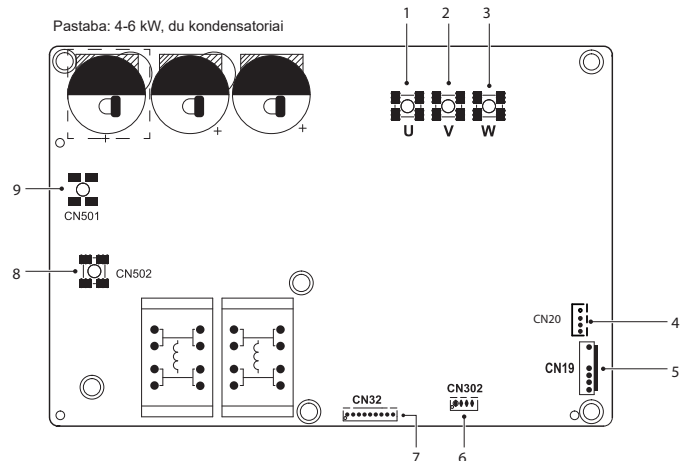 Pastaba: 4-6 kW, du kondensatoriai
1 2 3
+ + +
U V W
9
CN501
8
CN502
CN20
4
CN19
5
CN302
CN32
7
6